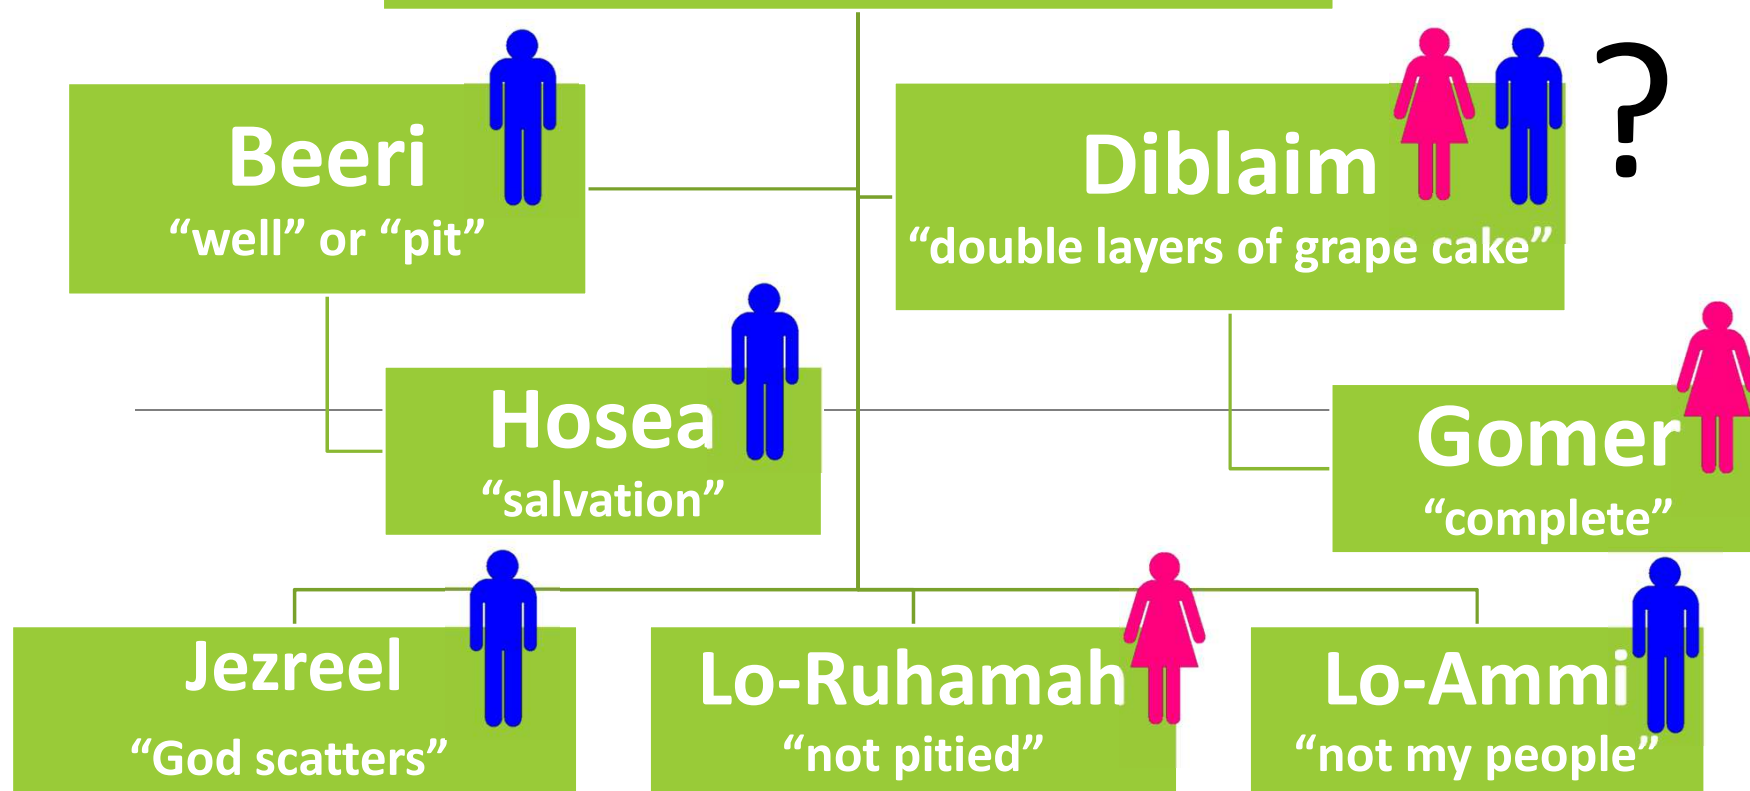 Beeri
“well” or “pit”
Diblaim
“double layers of grape cake”
?
Hosea
“salvation”
Gomer
“complete”
Jezreel
“God scatters”
Lo-Ruhamah
“not pitied”
Lo-Ammi
“not my people”